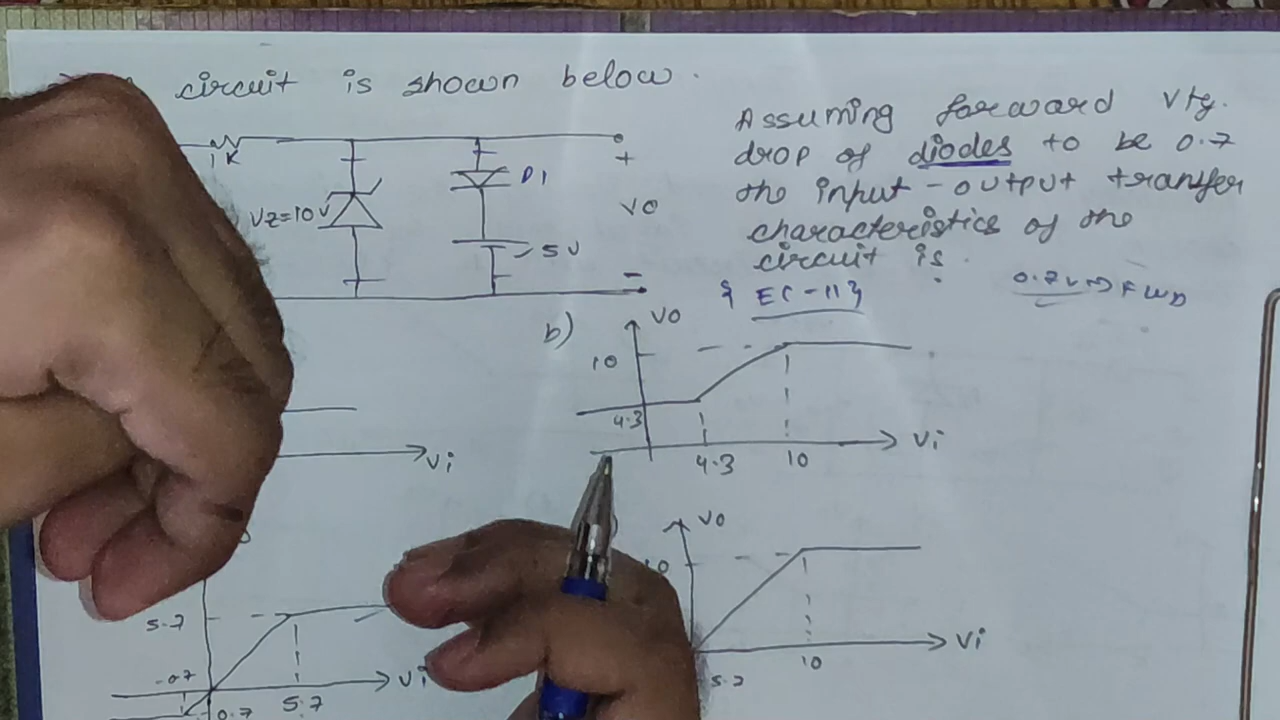 circuit is shown below.
Assuming forward Vtg.
drop of diodes to be 0.7
the input-output transfer
characteristics of the
circuit is.
{ EC-11}
0.7V → FWD
1K
VZ=10V
D1
5V
+
VO
-
b)
VO
10
4.3
4.3
10
Vi
Vi
VO
10
Vi
5.7
-0.7
0.7
5.7
Vi
5.7
10